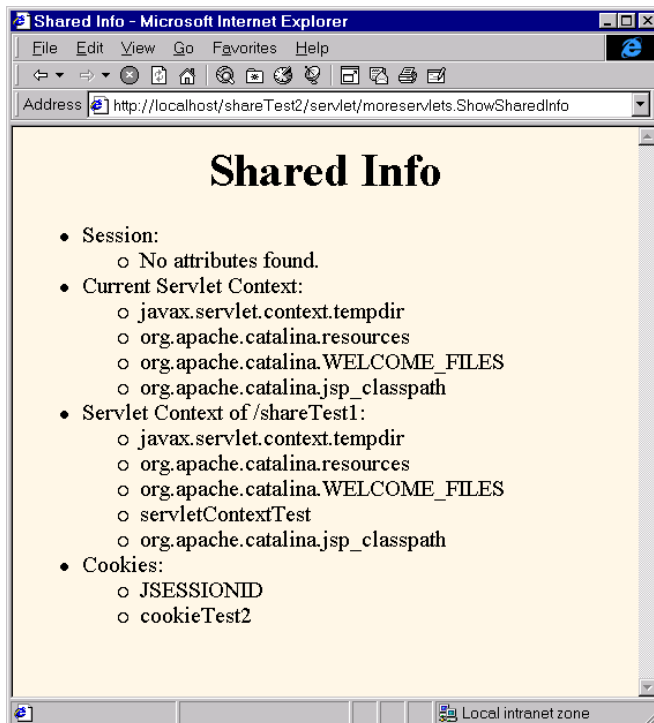 Shared Info - Microsoft Internet Explorer
File Edit View Go Favorites Help
Address http://localhost/shareTest2/servlet/moreservlets.ShowSharedInfo
Shared Info
• Session:
o No attributes found.
• Current Servlet Context:
o javax.servlet.context.tempdir
o org.apache.catalina.resources
o org.apache.catalina.WELCOME_FILES
o org.apache.catalina.jsp_classpath
• Servlet Context of /shareTest1:
o javax.servlet.context.tempdir
o org.apache.catalina.resources
o org.apache.catalina.WELCOME_FILES
o servletContextTest
o org.apache.catalina.jsp_classpath
• Cookies:
o JSESSIONID
o cookieTest2
Local intranet zone